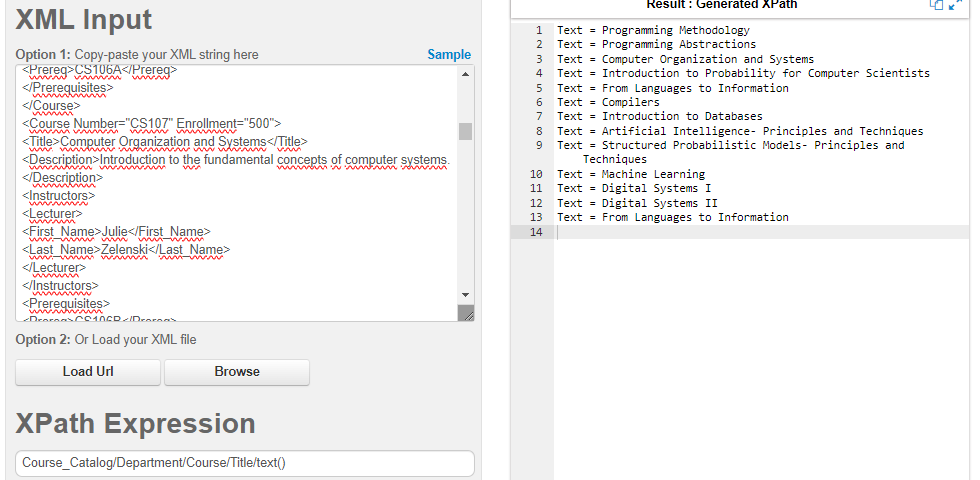 XML Input
Option 1: Copy-paste your XML string here
Sample
<Prereq>CS106A</Prereq>
</Prerequisites>
</Course>
<Course Number="CS107" Enrollment="500">
<Title>Computer Organization and Systems</Title>
<Description>Introduction to the fundamental concepts of computer systems.
</Description>
<Instructors>
<Lecturer>
<First_Name>Julie</First_Name>
<Last_Name>Zelenski</Last_Name>
</Lecturer>
</Instructors>
<Prerequisites>
<Prereq>CS106B</Prereq>
Option 2: Or Load your XML file
Load Url
Browse
XPath Expression
Course_Catalog/Department/Course/Title/text()
Result : Generated XPath
1 Text = Programming Methodology
2 Text = Programming Abstractions
3 Text = Computer Organization and Systems
4 Text = Introduction to Probability for Computer Scientists
5 Text = From Languages to Information
6 Text = Compilers
7 Text = Introduction to Databases
8 Text = Artificial Intelligence- Principles and Techniques
9 Text = Structured Probabilistic Models- Principles and
Techniques
10 Text = Machine Learning
11 Text = Digital Systems I
12 Text = Digital Systems II
13 Text = From Languages to Information
14